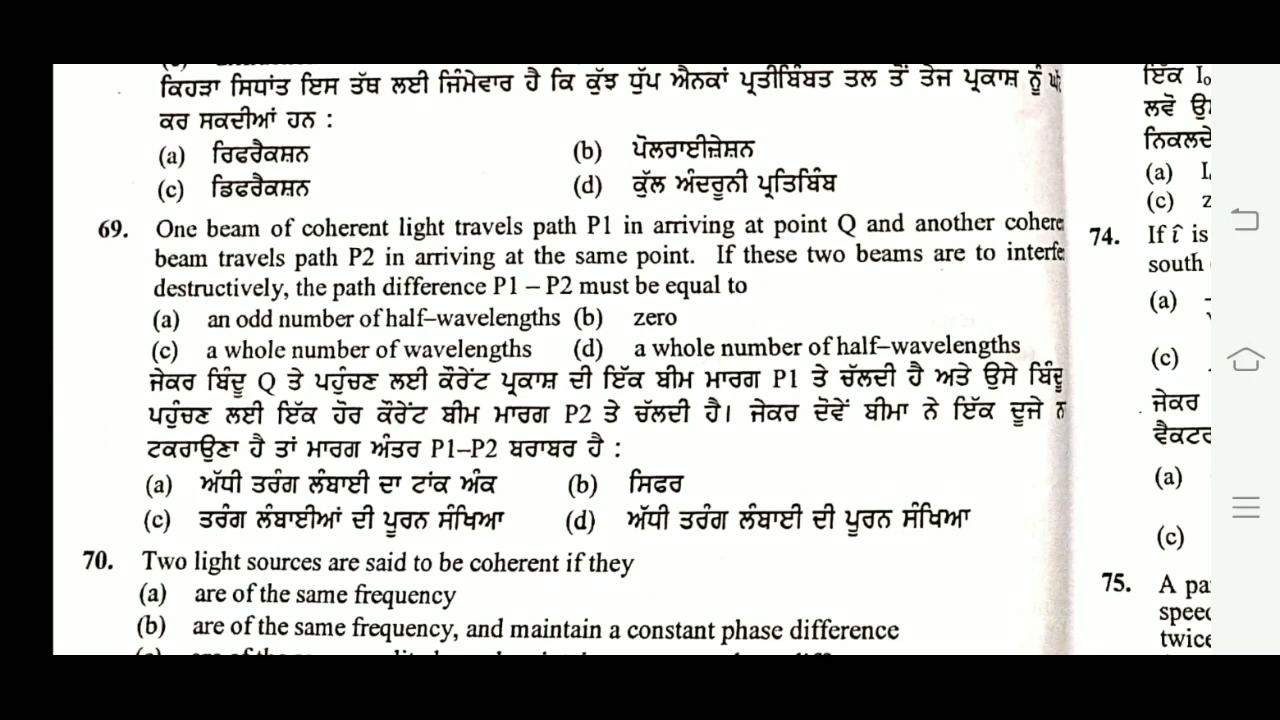 ਕਿਹੜਾ ਸਿਧਾਂਤ ਇਸ ਤੱਥ ਲਈ ਜਿੰਮੇਵਾਰ ਹੈ ਕਿ ਕੁੱਝ ਧੁੱਪ ਐਨਕਾਂ ਪ੍ਰਤੀਬਿੰਬਤ ਤਲ ਤੋਂ ਤੇਜ ਪ੍ਰਕਾਸ਼ ਨੂੰ
ਕਰ ਸਕਦੀਆਂ ਹਨ :
(a) ਰਿਫਰੈਕਸ਼ਨ (b) ਪੋਲਰਾਈਜ਼ੇਸ਼ਨ
(c) ਡਿਫਰੈਕਸ਼ਨ (d) ਕੁੱਲ ਅੰਦਰੂਨੀ ਪ੍ਰਤਿਬਿੰਬ
69. One beam of coherent light travels path P1 in arriving at point Q and another cohere
beam travels path P2 in arriving at the same point. If these two beams are to interfe
destructively, the path difference P1 – P2 must be equal to
(a) an odd number of half–wavelengths (b) zero
(c) a whole number of wavelengths (d) a whole number of half–wavelengths
ਜੇਕਰ ਬਿੰਦੂ Q ਤੇ ਪਹੁੰਚਣ ਲਈ ਕੌਰੇਂਟ ਪ੍ਰਕਾਸ਼ ਦੀ ਇੱਕ ਬੀਮ ਮਾਰਗ P1 ਤੇ ਚੱਲਦੀ ਹੈ ਅਤੇ ਉਸੇ ਬਿੰਦੂ
ਪਹੁੰਚਣ ਲਈ ਇੱਕ ਹੋਰ ਕੌਰੇਂਟ ਬੀਮ ਮਾਰਗ P2 ਤੇ ਚੱਲਦੀ ਹੈ। ਜੇਕਰ ਦੋਵੇਂ ਬੀਮਾ ਨੇ ਇੱਕ ਦੂਜੇ
ਟਕਰਾਉਣਾ ਹੈ ਤਾਂ ਮਾਰਗ ਅੰਤਰ P1–P2 ਬਰਾਬਰ ਹੈ :
(a) ਅੱਧੀ ਤਰੰਗ ਲੰਬਾਈ ਦਾ ਟਾਂਕ ਅੰਕ (b) ਸਿਫਰ
(c) ਤਰੰਗ ਲੰਬਾਈਆਂ ਦੀ ਪੂਰਨ ਸੰਖਿਆ (d) ਅੱਧੀ ਤਰੰਗ ਲੰਬਾਈ ਦੀ ਪੂਰਨ ਸੰਖਿਆ
70. Two light sources are said to be coherent if they
(a) are of the same frequency
(b) are of the same frequency, and maintain a constant phase difference
ਇੱਕ I₀
ਲਵੋ
ਨਿਕਲਦੇ
(a)
(c)
74. If î is
south
(a)
(c)
ਜੇਕਰ
ਵੈਕਟਰ
(a)
(c)
75. A pa
speed
twice